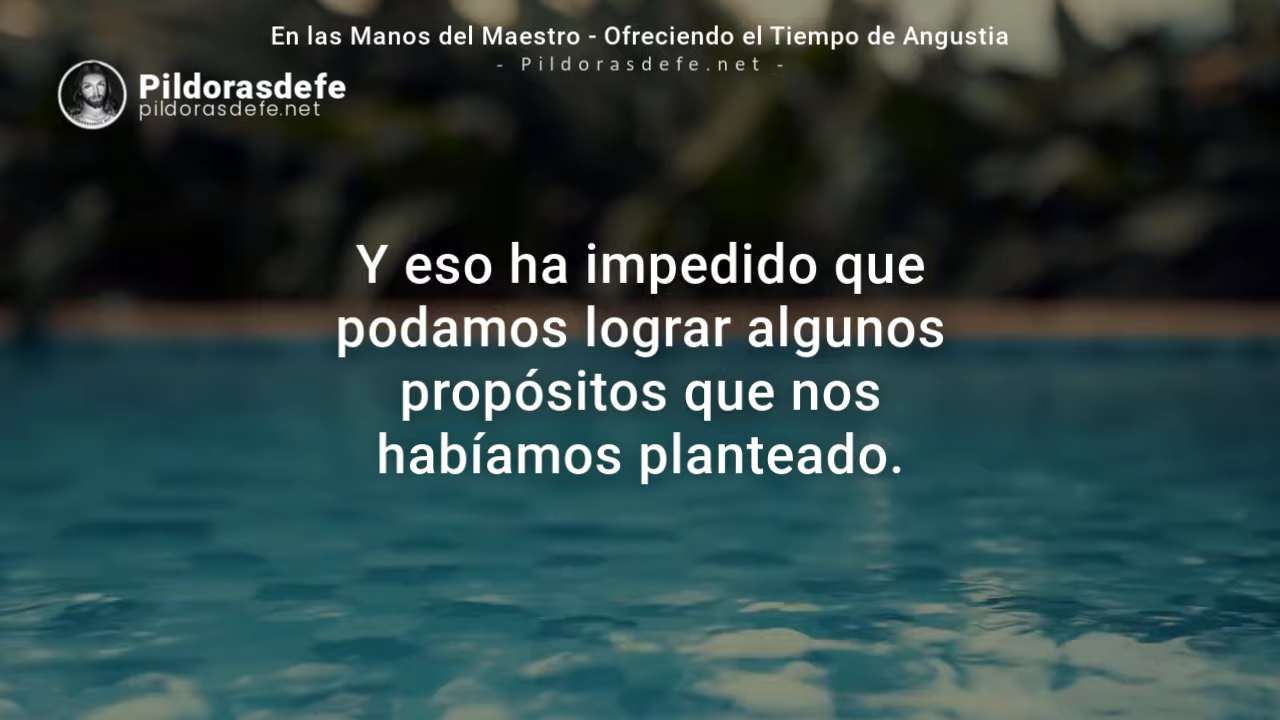 En las Manos del Maestro - Ofreciendo el Tiempo de Angustia
- Pildorasdefe.net -
Pildorasdefe
pildorasdefe.net
Y eso ha impedido que
podamos lograr algunos
propósitos que nos
habíamos planteado.